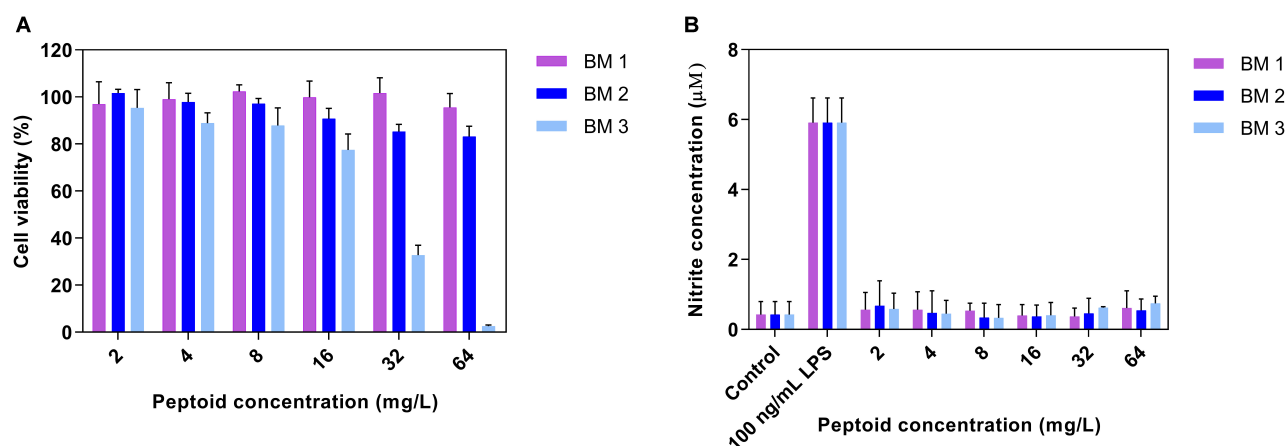 A
Cell viability (%)
120
100
80
60
40
20
0
2
4
8
16
32
64
Peptoid concentration (mg/L)
BM 1
BM 2
BM 3
B
Nitrite concentration (μM)
8
6
4
2
0
Control
100 ng/mL LPS
2
4
8
16
32
64
Peptoid concentration (mg/L)
BM 1
BM 2
BM 3